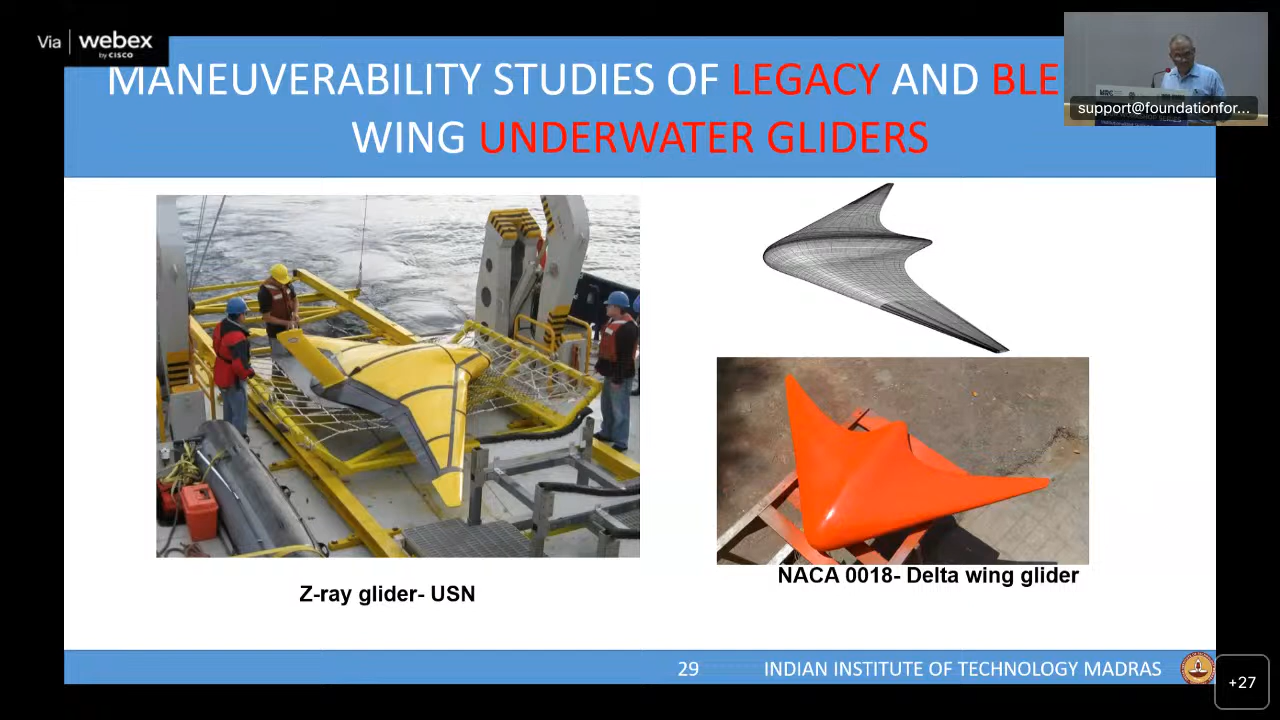 Via webex
by CISCO
MANEUVERABILITY STUDIES OF LEGACY AND BLE
WING UNDERWATER GLIDERS
support@foundationfor...
Z-ray glider- USN
NACA 0018- Delta wing glider
29 INDIAN INSTITUTE OF TECHNOLOGY MADRAS
+27